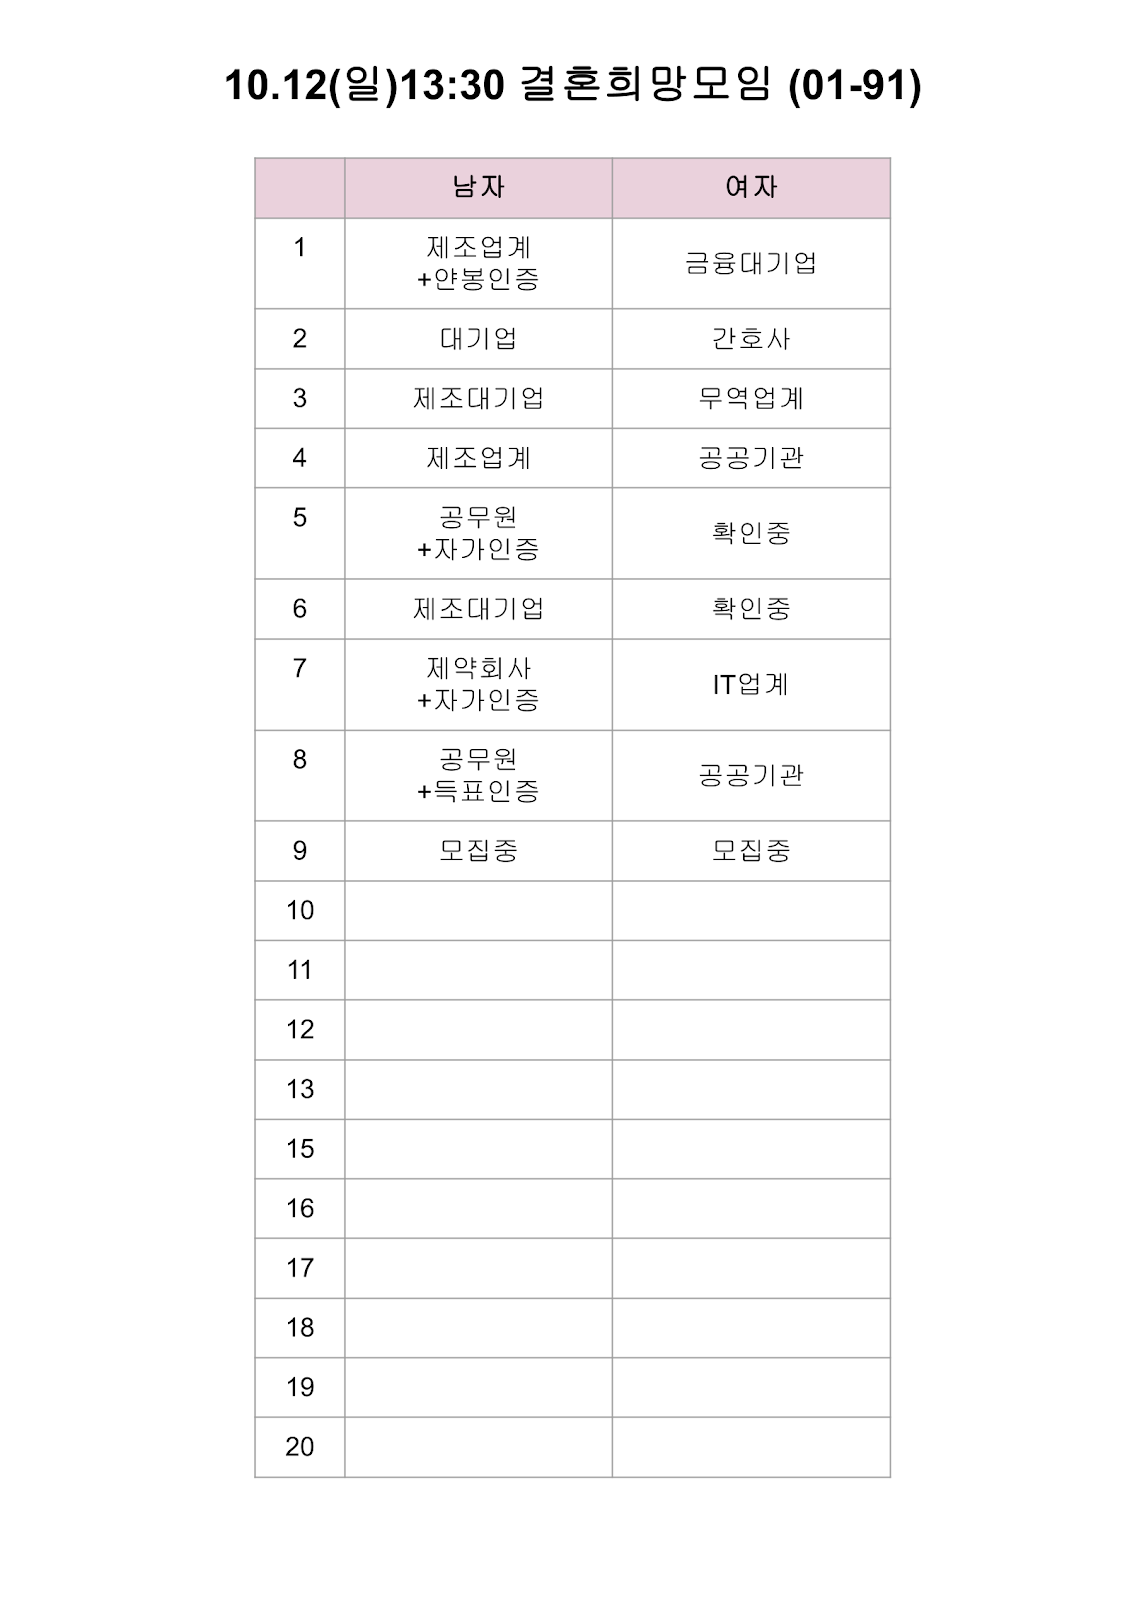 10.12(일)13:30 결혼희망모임 (01-91)
남자 여자
1 제조업계
+얀봉인증 금융대기업
2 대기업 간호사
3 제조대기업 무역업계
4 제조업계 공공기관
5 공무원
+자가인증 확인중
6 제조대기업 확인중
7 제약회사
+자가인증 IT업계
8 공무원
+득표인증 공공기관
9 모집중 모집중
10
11
12
13
15
16
17
18
19
20